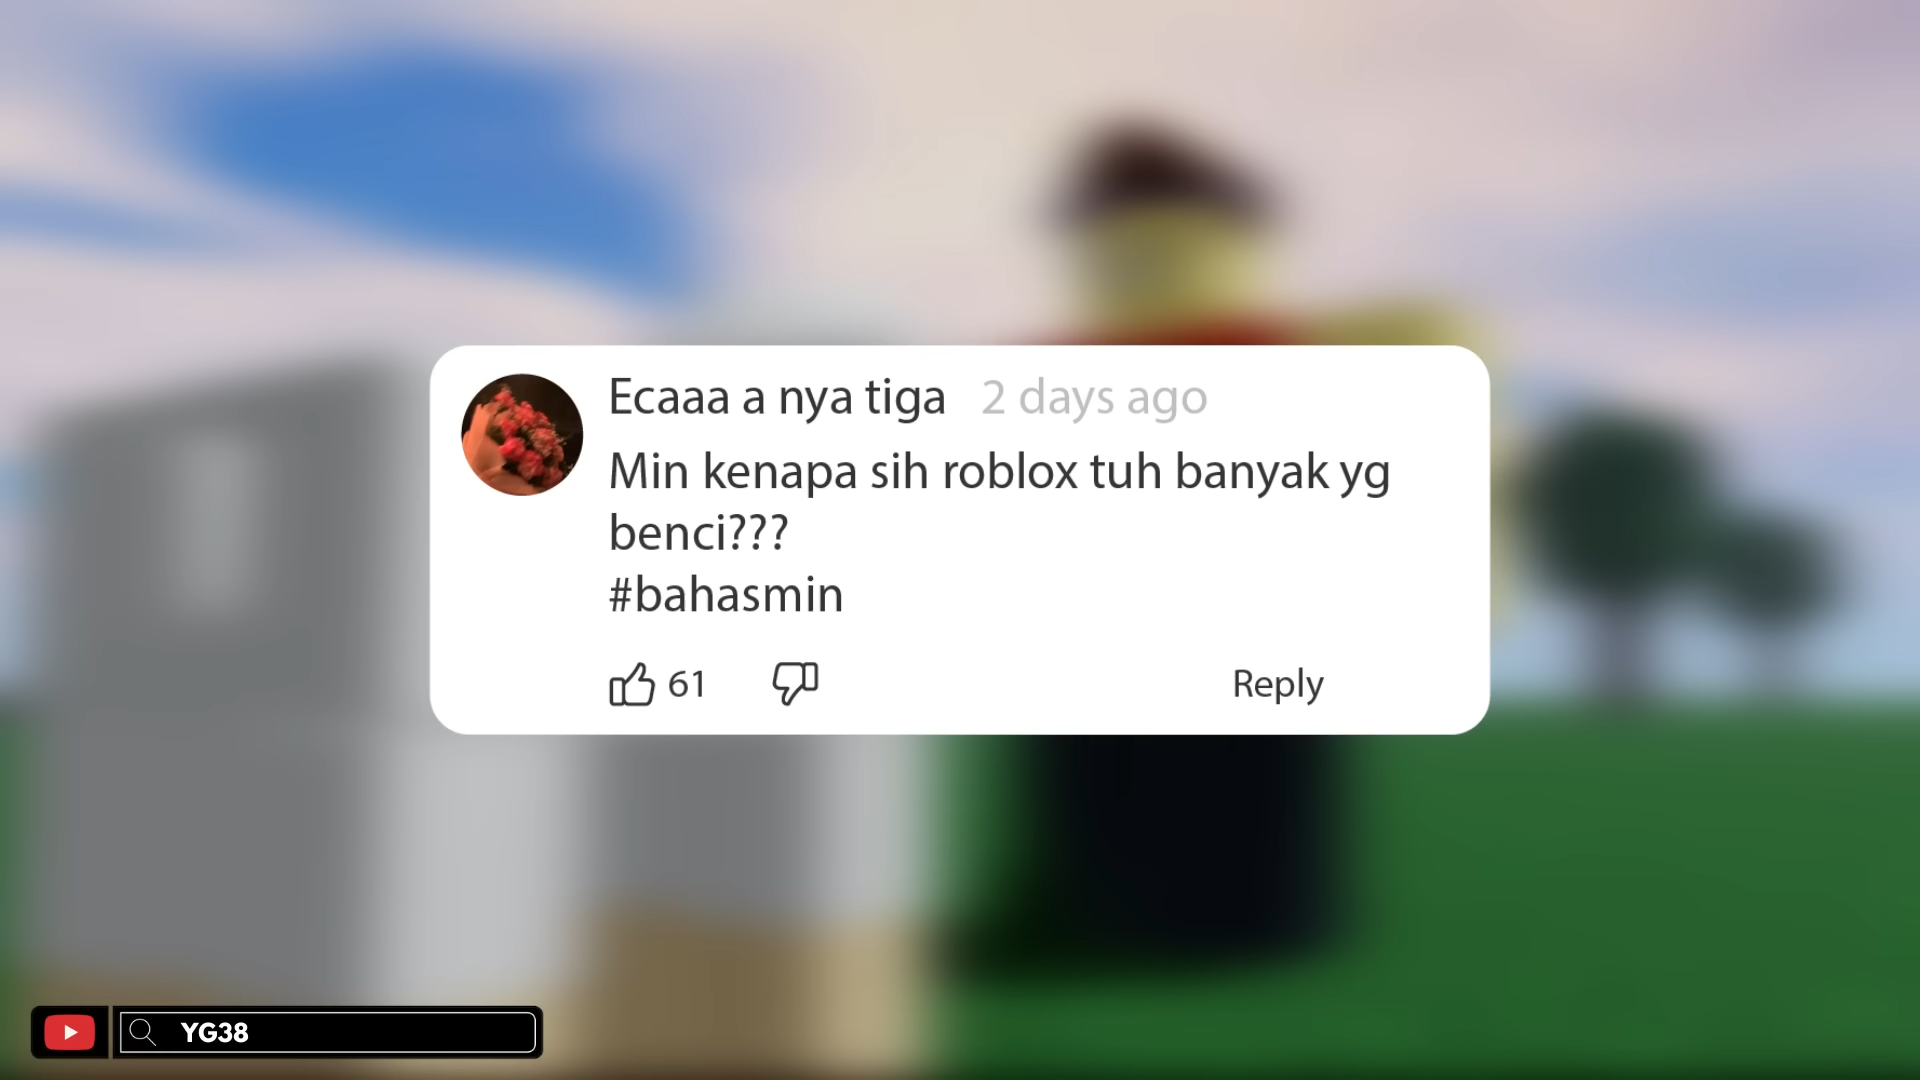 Ecaaa a nya tiga 2 days ago
Min kenapa sih roblox tuh banyak yg
benci???
#bahasmin
61 Reply
YG38